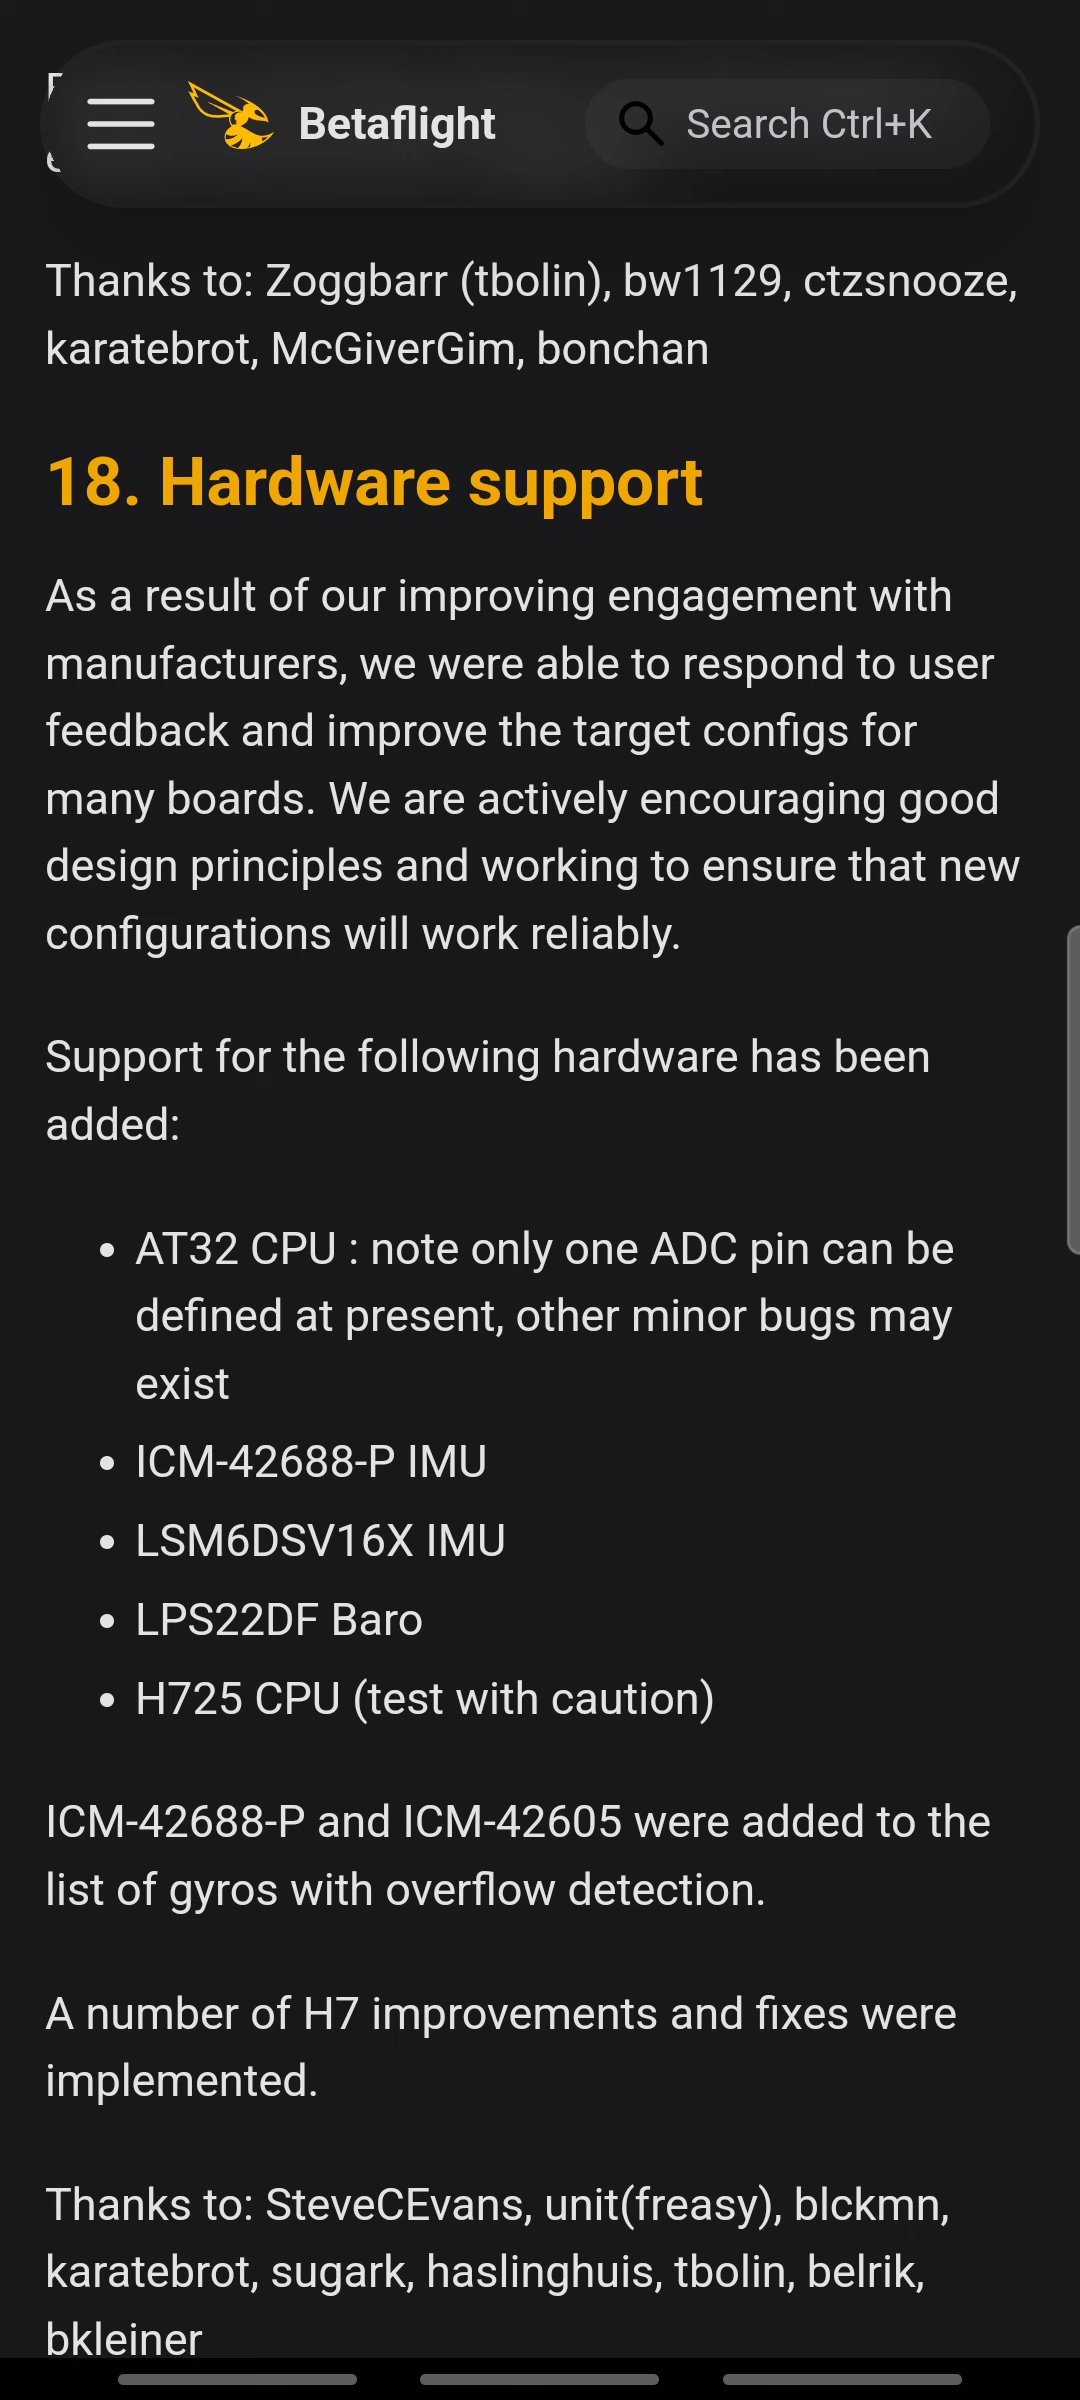 Betaflight
Search Ctrl+K
Thanks to: Zoggbarr (tbolin), bw1129, ctzsnooze,
karatebrot, McGiverGim, bonchan
18. Hardware support
As a result of our improving engagement with
manufacturers, we were able to respond to user
feedback and improve the target configs for
many boards. We are actively encouraging good
design principles and working to ensure that new
configurations will work reliably.
Support for the following hardware has been
added:
• AT32 CPU : note only one ADC pin can be
defined at present, other minor bugs may
exist
• ICM-42688-P IMU
• LSM6DSV16X IMU
• LPS22DF Baro
• H725 CPU (test with caution)
ICM-42688-P and ICM-42605 were added to the
list of gyros with overflow detection.
A number of H7 improvements and fixes were
implemented.
Thanks to: SteveCEvans, unit(freasy), blckmn,
karatebrot, sugark, haslinghuis, tbolin, belrik,
bkleiner